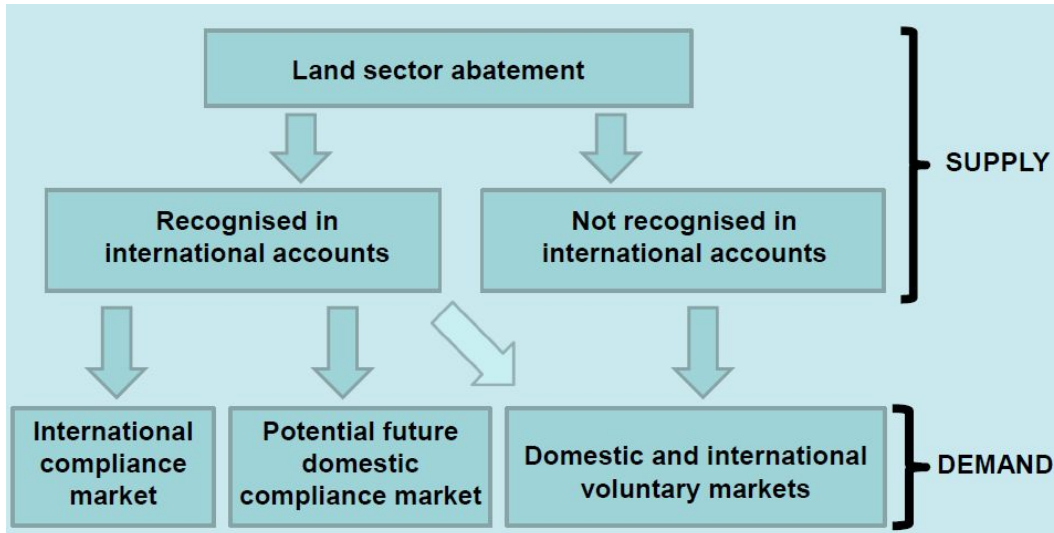 Land sector abatement
SUPPLY
Recognised in
international accounts
Not recognised in
international accounts
International
compliance
market
Potential future
domestic
compliance market
Domestic and international
voluntary markets
DEMAND